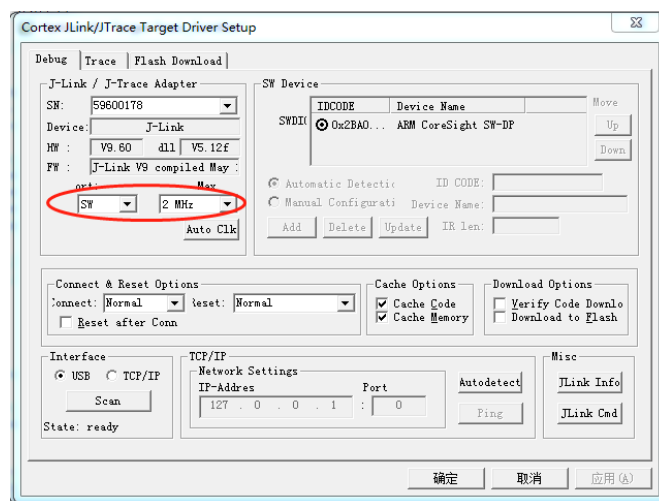 Cortex JLink/JTrace Target Driver Setup
Debug Trace Flash Download
J-Link / J-Trace Adapter
SN: 59600178
Device: J-Link
HW : V9.60 dll V5.12f
FW : J-Link V9 compiled May
ort: Max
SW 2 MHz
Auto Clk
SW Device
IDCODE Device Name Move
SWDI 0x2BA0... ARM CoreSight SW-DP Up
Down
Automatic Detectic ID CODE:
Manual Configurati Device Name:
Add Delete Update IR len:
Connect & Reset Options
Connect: Normal Reset: Normal
Reset after Conn
Cache Options
Cache Code
Cache Memory
Download Options
Verify Code Downlo
Download to Flash
Interface
USB TCP/IP
Scan
State: ready
TCP/IP
Network Settings
IP-Addres Port
127 . 0 . 0 . 1 : 0
Autodetect
Ping
Misc
JLink Info
JLink Cmd
确定 取消 应用(A)